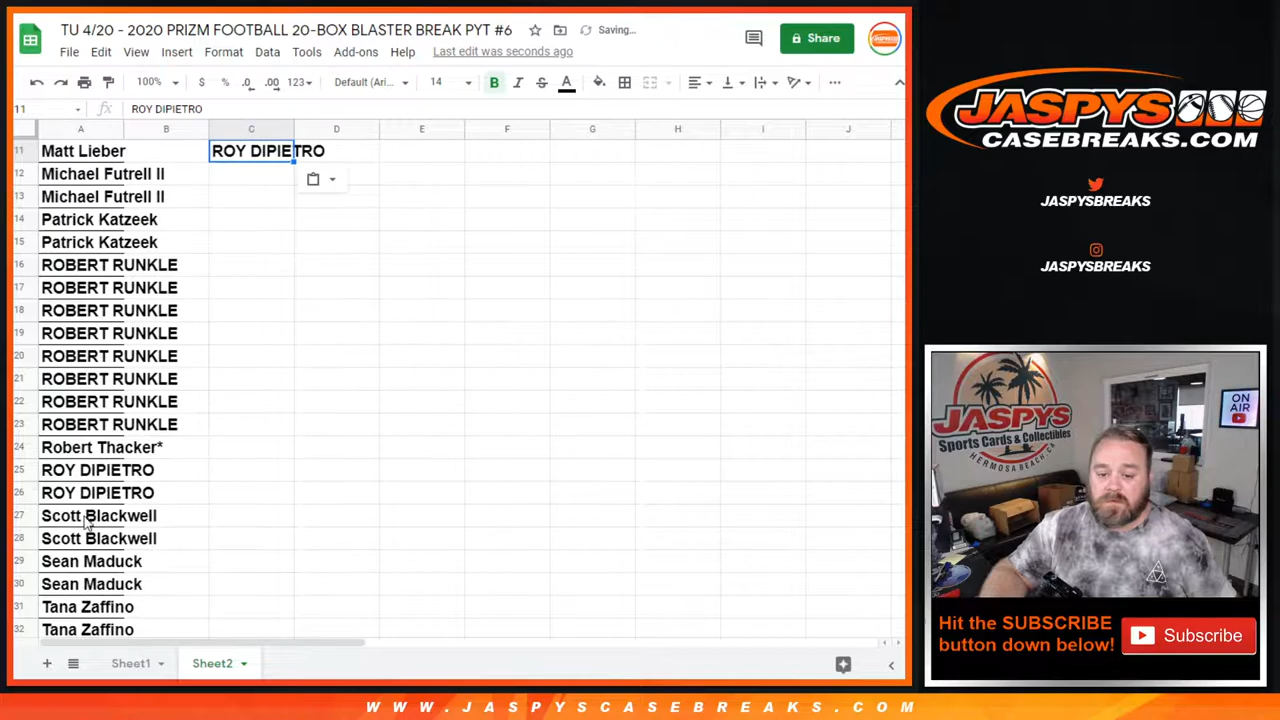 TU 4/20 - 2020 PRIZM FOOTBALL 20-BOX BLASTER BREAK PYT #6
Saving...
Share
File Edit View Insert Format Data Tools Add-ons Help Last edit was seconds ago
100% $ % .0 .00 123 Default (Ari... 14 B I S A
11 fx ROY DIPIETRO
A B C D E F G H I J
11 Matt Lieber ROY DIPIETRO
12 Michael Futrell II
13 Michael Futrell II
14 Patrick Katzeek
15 Patrick Katzeek
16 ROBERT RUNKLE
17 ROBERT RUNKLE
18 ROBERT RUNKLE
19 ROBERT RUNKLE
20 ROBERT RUNKLE
21 ROBERT RUNKLE
22 ROBERT RUNKLE
23 ROBERT RUNKLE
24 Robert Thacker*
25 ROY DIPIETRO
26 ROY DIPIETRO
27 Scott Blackwell
28 Scott Blackwell
29 Sean Maduck
30 Sean Maduck
31 Tana Zaffino
32 Tana Zaffino
Sheet1 Sheet2
JASPYS
CASEBREAKS.COM
JASPYSBREAKS
JASPYSBREAKS
JASPYS
Sports Cards & Collectibles
HERMOSA BEACH, CA
ON
AIR
Hit the SUBSCRIBE
button down below!
Subscribe
WWW.JASPYSCASEBREAKS.COM